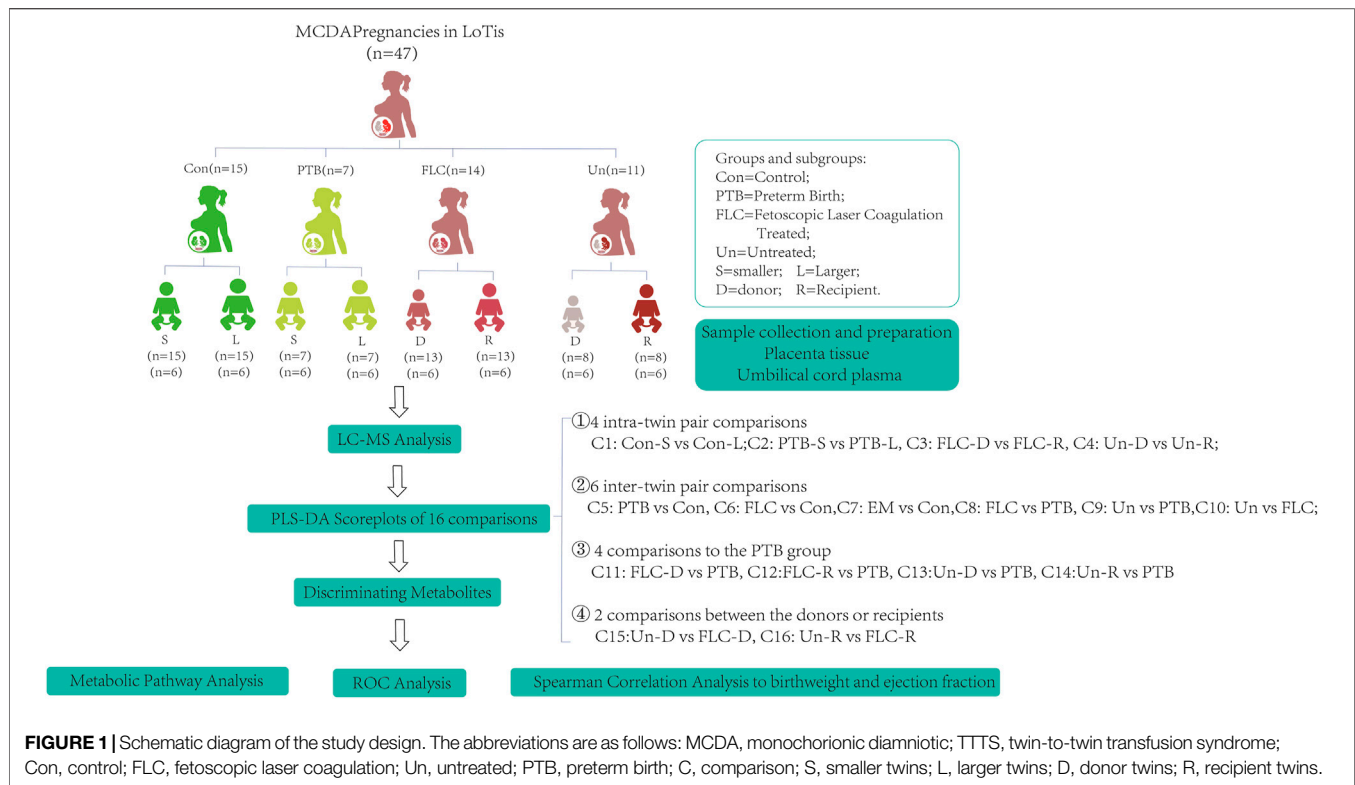 MCDAPregnancies in LoTis
(n=47)
Con(n=15) PTB(n=7) FLC(n=14) Un(n=11)
S L S L D R D R
(n=15) (n=15) (n=7) (n=7) (n=13) (n=13) (n=8) (n=8)
(n=6) (n=6) (n=6) (n=6) (n=6) (n=6) (n=6) (n=6)
Groups and subgroups:
Con=Control;
PTB=Preterm Birth;
FLC=Fetoscopic Laser Coagulation
Treated;
Un=Untreated;
S=smaller; L=Larger;
D=donor; R=Recipient.
Sample collection and preparation
Placenta tissue
Umbilical cord plasma
LC-MS Analysis
PLS-DA Scoreplots of 16 comparisons
Discriminating Metabolites
①4 intra-twin pair comparisons
C1: Con-S vs Con-L;C2: PTB-S vs PTB-L, C3: FLC-D vs FLC-R, C4: Un-D vs Un-R;
②6 inter-twin pair comparisons
C5: PTB vs Con, C6: FLC vs Con,C7: EM vs Con,C8: FLC vs PTB, C9: Un vs PTB,C10: Un vs FLC;
③ 4 comparisons to the PTB group
C11: FLC-D vs PTB, C12:FLC-R vs PTB, C13:Un-D vs PTB, C14:Un-R vs PTB
④ 2 comparisons between the donors or recipients
C15:Un-D vs FLC-D, C16: Un-R vs FLC-R
Metabolic Pathway Analysis
ROC Analysis
Spearman Correlation Analysis to birthweight and ejection fraction
FIGURE 1 | Schematic diagram of the study design. The abbreviations are as follows: MCDA, monochorionic diamniotic; TTTS, twin-to-twin transfusion syndrome;
Con, control; FLC, fetoscopic laser coagulation; Un, untreated; PTB, preterm birth; C, comparison; S, smaller twins; L, larger twins; D, donor twins; R, recipient twins.